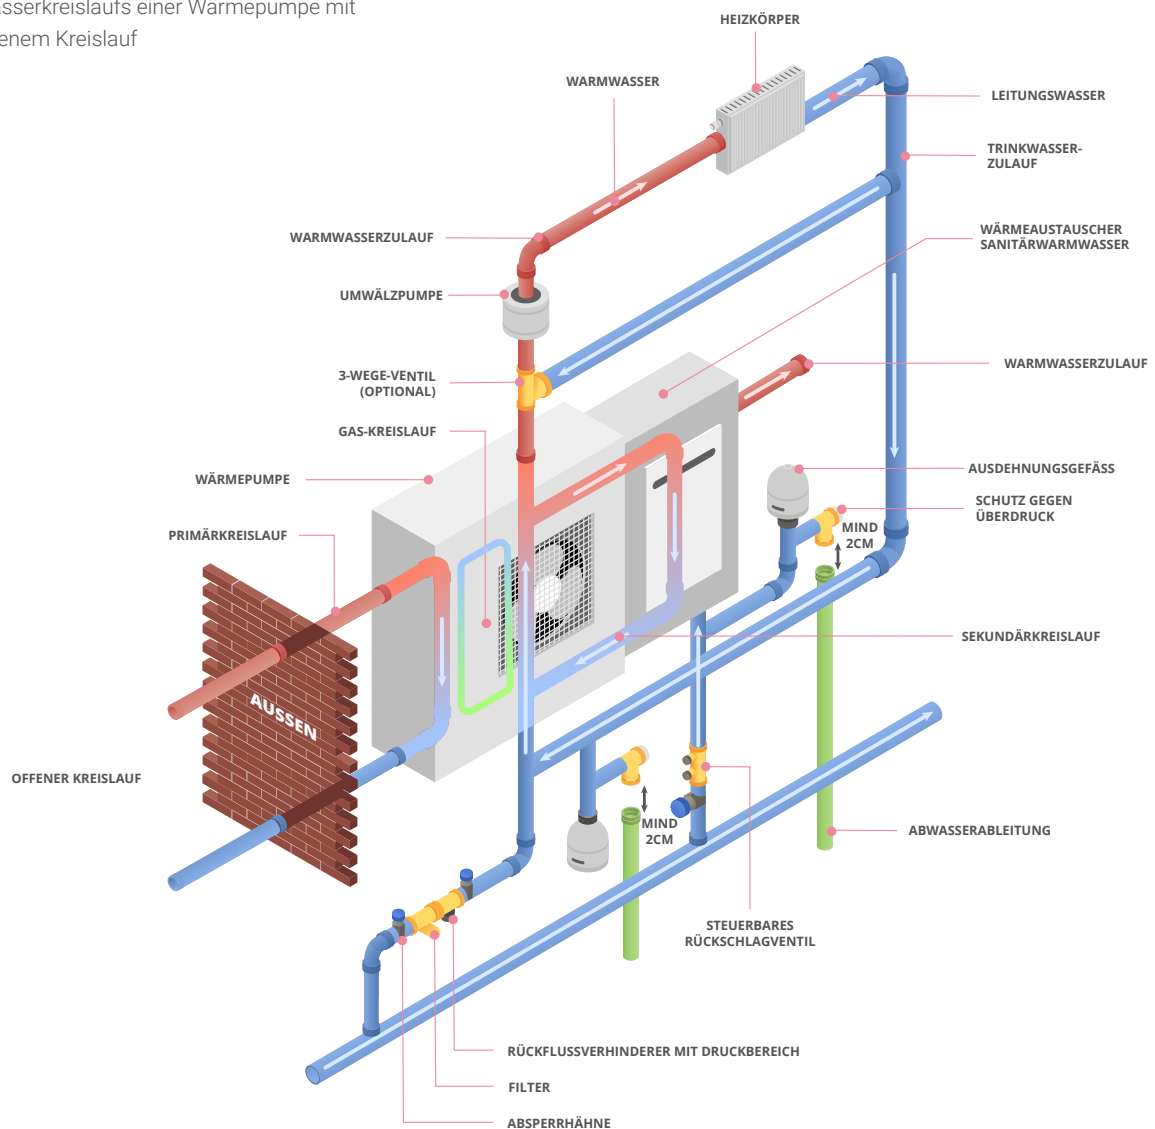 asserkreislaufs einer Wärmepumpe mit
enem Kreislauf
HEIZKÖRPER
WARMWASSER
LEITUNGSWASSER
TRINKWASSER-
ZULAUF
WARMWASSERZULAUF
WÄRMEAUSTAUSCHER
SANITÄRWARMWASSER
UMWÄLZPUMPE
3-WEGE-VENTIL
(OPTIONAL)
WARMWASSERZULAUF
GAS-KREISLAUF
WÄRMEPUMPE
AUSDEHNUNGSGEFÄSS
SCHUTZ GEGEN
ÜBERDRUCK
MIND
2CM
PRIMÄRKREISLAUF
SEKUNDÄRKREISLAUF
AUSSEN
OFFENER KREISLAUF
MIND
2CM
ABWASSERABLEITUNG
STEUERBARES
RÜCKSCHLAGVENTIL
RÜCKFLUSSVERHINDERER MIT DRUCKBEREICH
FILTER
ABSPERRHÄHNE